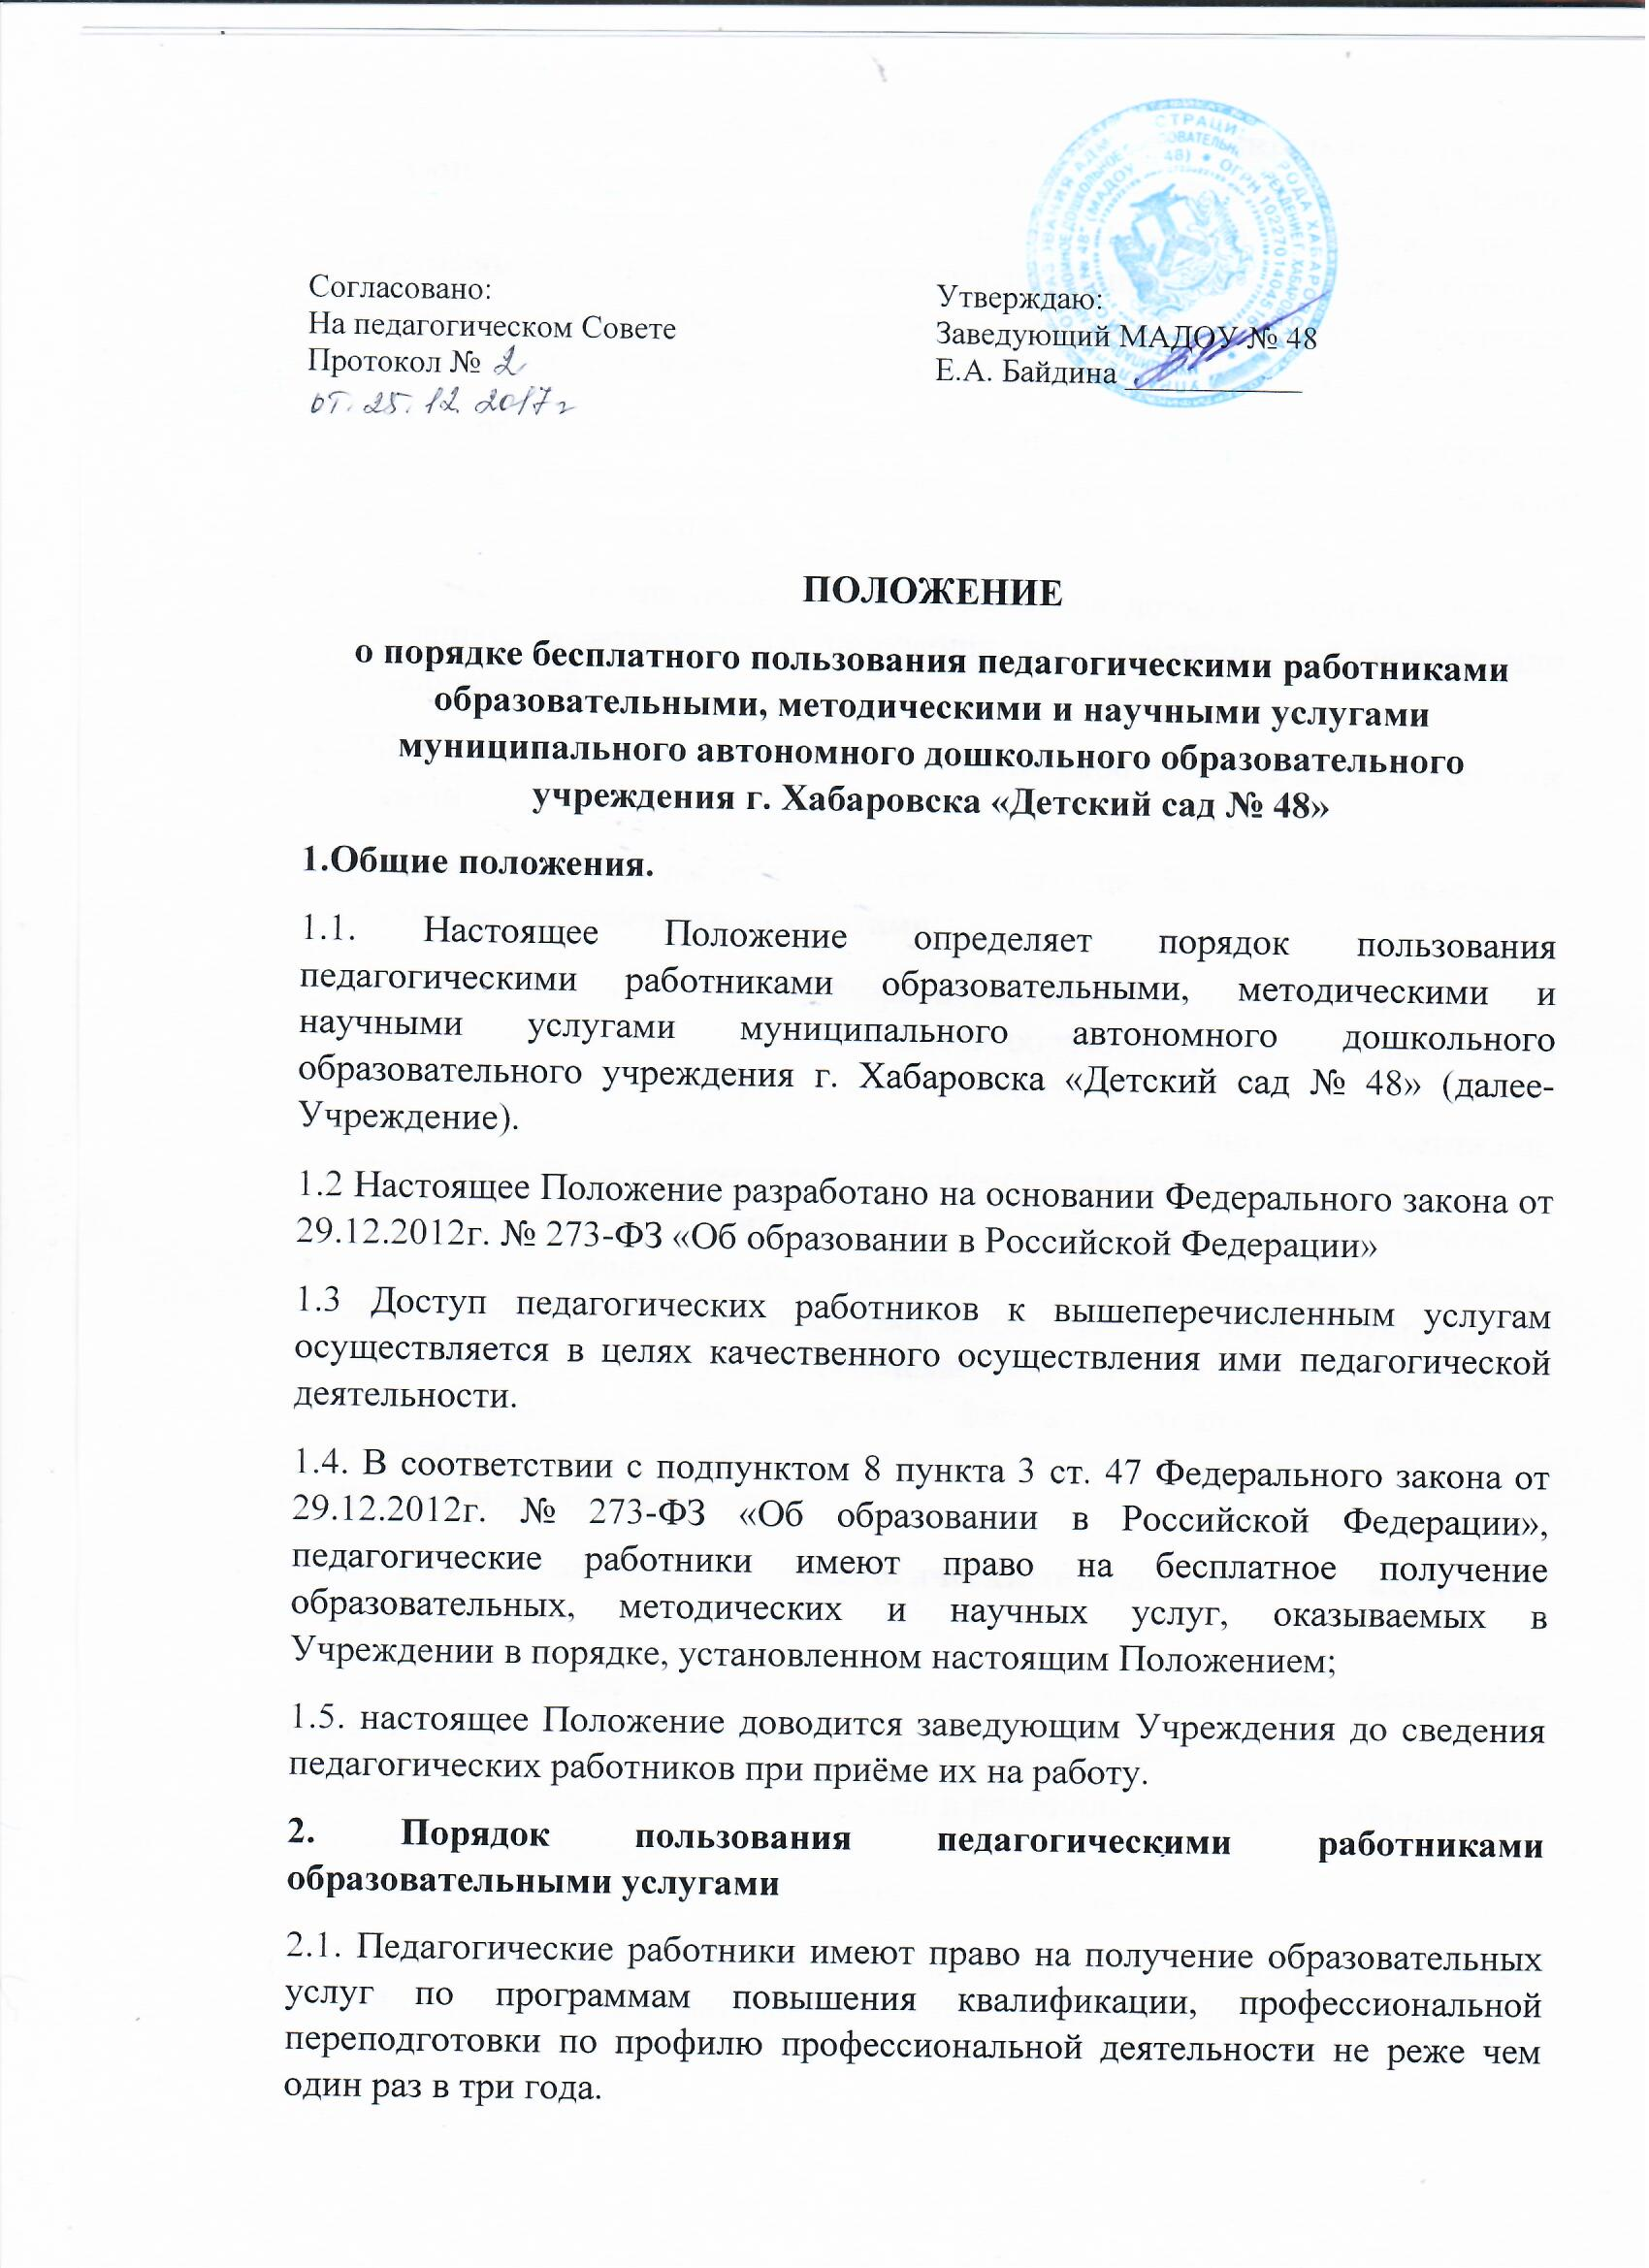 Согласовано:
На педагогическом Совете
Протокол № 2
от 25.12.2017г
Утверждаю:
Заведующий МАДОУ № 48
Е.А. Байдина ___________
ПОЛОЖЕНИЕ
о порядке бесплатного пользования педагогическими работниками
образовательными, методическими и научными услугами
муниципального автономного дошкольного образовательного
учреждения г. Хабаровска «Детский сад № 48»
1.Общие положения.
1.1. Настоящее Положение определяет порядок пользования
педагогическими работниками образовательными, методическими и
научными услугами муниципального автономного дошкольного
образовательного учреждения г. Хабаровска «Детский сад № 48» (далее-
Учреждение).
1.2 Настоящее Положение разработано на основании Федерального закона от
29.12.2012г. № 273-ФЗ «Об образовании в Российской Федерации»
1.3 Доступ педагогических работников к вышеперечисленным услугам
осуществляется в целях качественного осуществления ими педагогической
деятельности.
1.4. В соответствии с подпунктом 8 пункта 3 ст. 47 Федерального закона от
29.12.2012г. № 273-ФЗ «Об образовании в Российской Федерации»,
педагогические работники имеют право на бесплатное получение
образовательных, методических и научных услуг, оказываемых в
Учреждении в порядке, установленном настоящим Положением;
1.5. настоящее Положение доводится заведующим Учреждения до сведения
педагогических работников при приёме их на работу.
2. Порядок пользования педагогическими работниками
образовательными услугами
2.1. Педагогические работники имеют право на получение образовательных
услуг по программам повышения квалификации, профессиональной
переподготовки по профилю профессиональной деятельности не реже чем
один раз в три года.